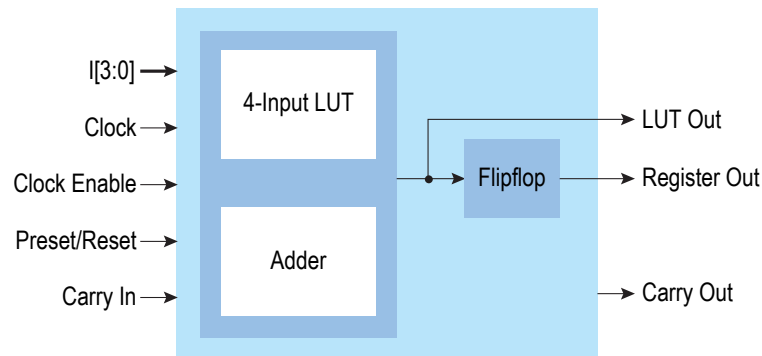 I[3:0]
Clock
Clock Enable
Preset/Reset
Carry In
4-Input LUT
Adder
Flipflop
LUT Out
Register Out
Carry Out